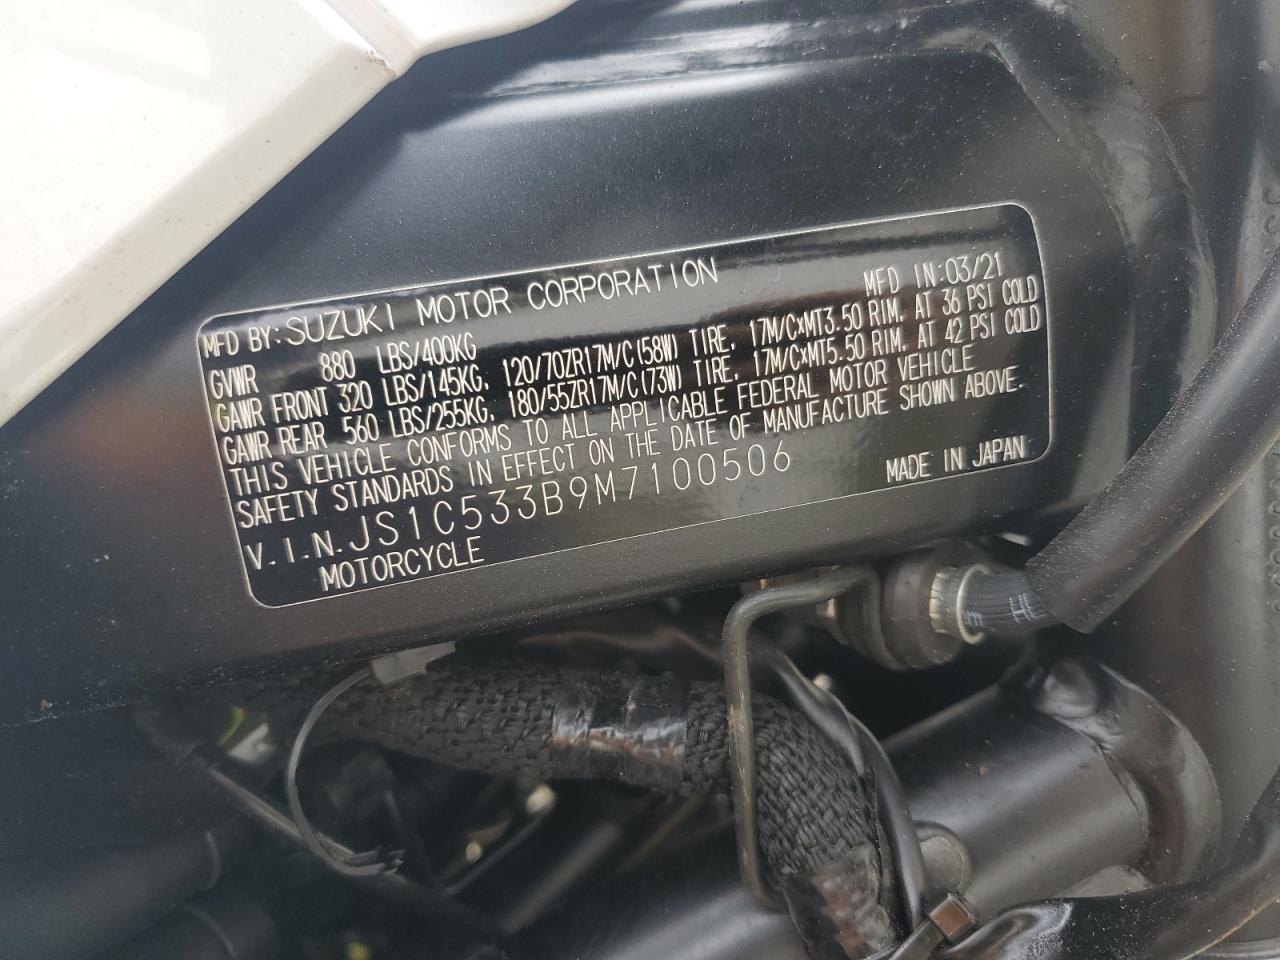 MFD BY:SUZUKI MOTOR CORPORATION MFD IN:03/21
GVWR 880 LBS/400KG
GAWR FRONT 320 LBS/145KG, 120/70ZR17M/C(58W) TIRE, 17M/CxMT3.50 RIM, AT 36 PSI COLD
GAWR REAR 560 LBS/255KG, 180/55ZR17M/C(73W) TIRE, 17M/CxMT5.50 RIM, AT 42 PSI COLD
THIS VEHICLE CONFORMS TO ALL APPLICABLE FEDERAL MOTOR VEHICLE
SAFETY STANDARDS IN EFFECT ON THE DATE OF MANUFACTURE SHOWN ABOVE.
V.I.N.JS1C533B9M7100506 MADE IN JAPAN
MOTORCYCLE